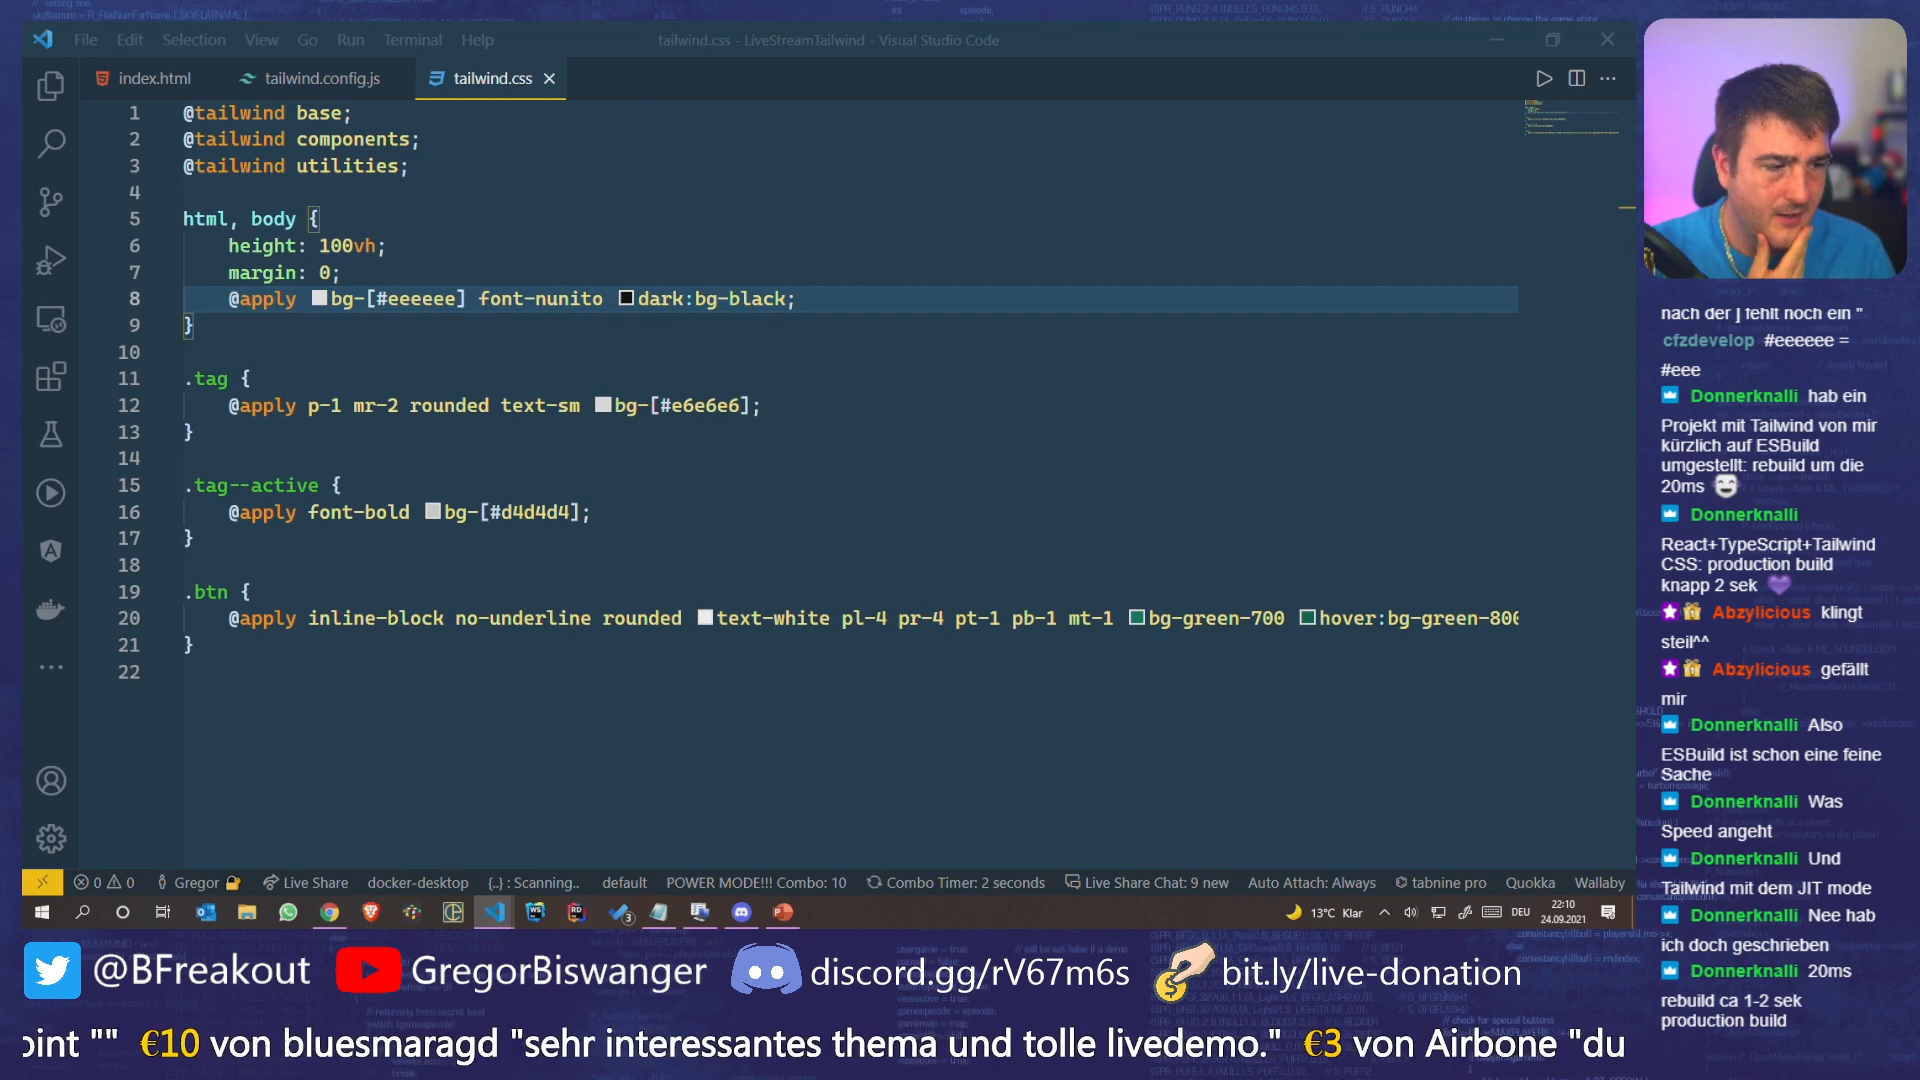 File Edit Selection View Go Run Terminal Help
tailwind.css - LiveStreamTailwind - Visual Studio Code
index.html tailwind.config.js tailwind.css
1 @tailwind base;
2 @tailwind components;
3 @tailwind utilities;
4
5 html, body {
6 height: 100vh;
7 margin: 0;
8 @apply bg-[#eeeeee] font-nunito dark:bg-black;
9 }
10
11 .tag {
12 @apply p-1 mr-2 rounded text-sm bg-[#e6e6e6];
13 }
14
15 .tag--active {
16 @apply font-bold bg-[#d4d4d4];
17 }
18
19 .btn {
20 @apply inline-block no-underline rounded text-white pl-4 pr-4 pt-1 pb-1 mt-1 bg-green-700 hover:bg-green-800
21 }
22
0 0 Gregor Live Share docker-desktop {..} : Scanning.. default POWER MODE!!! Combo: 10 Combo Timer: 2 seconds Live Share Chat: 9 new Auto Attach: Always tabnine pro Quokka Wallaby
3 13°C Klar DEU 22:10
24.09.2021
nach der ] fehlt noch ein "
cfzdevelop #eeeeee =
#eee
Donnerknalli hab ein
Projekt mit Tailwind von mir
kürzlich auf ESBuild
umgestellt: rebuild um die
20ms
Donnerknalli
React+TypeScript+Tailwind
CSS: production build
knapp 2 sek
Abzylicious klingt
steil^^
Abzylicious gefällt
mir
Donnerknalli Also
ESBuild ist schon eine feine
Sache
Donnerknalli Was
Speed angeht
Donnerknalli Und
Tailwind mit dem JIT mode
Donnerknalli Nee hab
ich doch geschrieben
Donnerknalli 20ms
rebuild ca 1-2 sek
production build
@BFreakout GregorBiswanger discord.gg/rV67m6s bit.ly/live-donation
oint "" €10 von bluesmaragd "sehr interessantes thema und tolle livedemo." €3 von Airbone "du